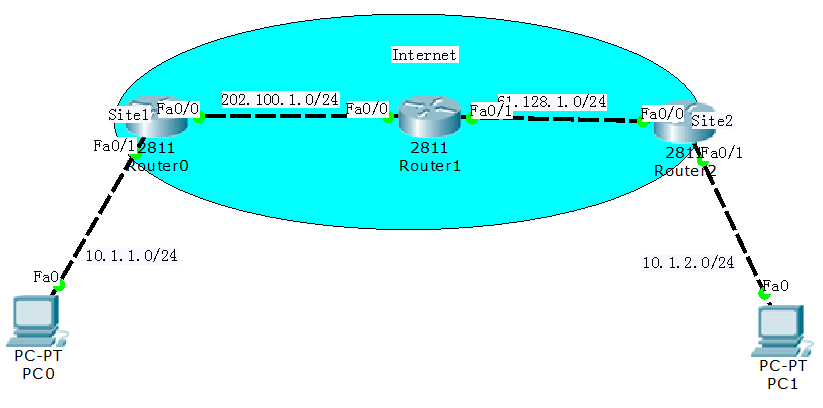 Internet
202.100.1.0/24
61.128.1.0/24
Site1
Fa0/0
Fa0/0
Fa0/1
Fa0/0
Site2
Fa0/1
2811
Router0
2811
Router1
2811
Router2
Fa0/1
10.1.1.0/24
10.1.2.0/24
Fa0
Fa0
PC-PT
PC0
PC-PT
PC1